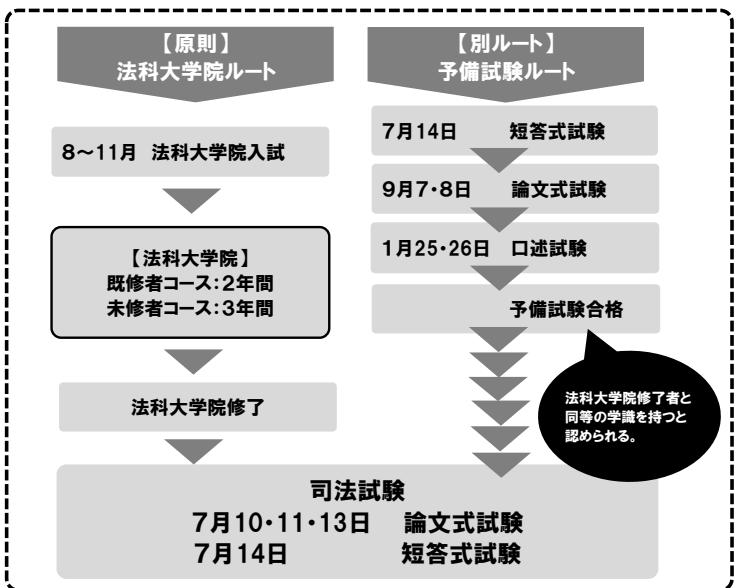 【原則】
法科大学院ルート
8～11月 法科大学院入試
【法科大学院】
既修者コース：2年間
未修者コース：3年間
法科大学院修了
【別ルート】
予備試験ルート
7月14日 短答式試験
9月7・8日 論文式試験
1月25・26日 口述試験
予備試験合格
法科大学院修了者と
同等の学識を持つと
認められる。
司法試験
7月10・11・13日 論文式試験
7月14日 短答式試験